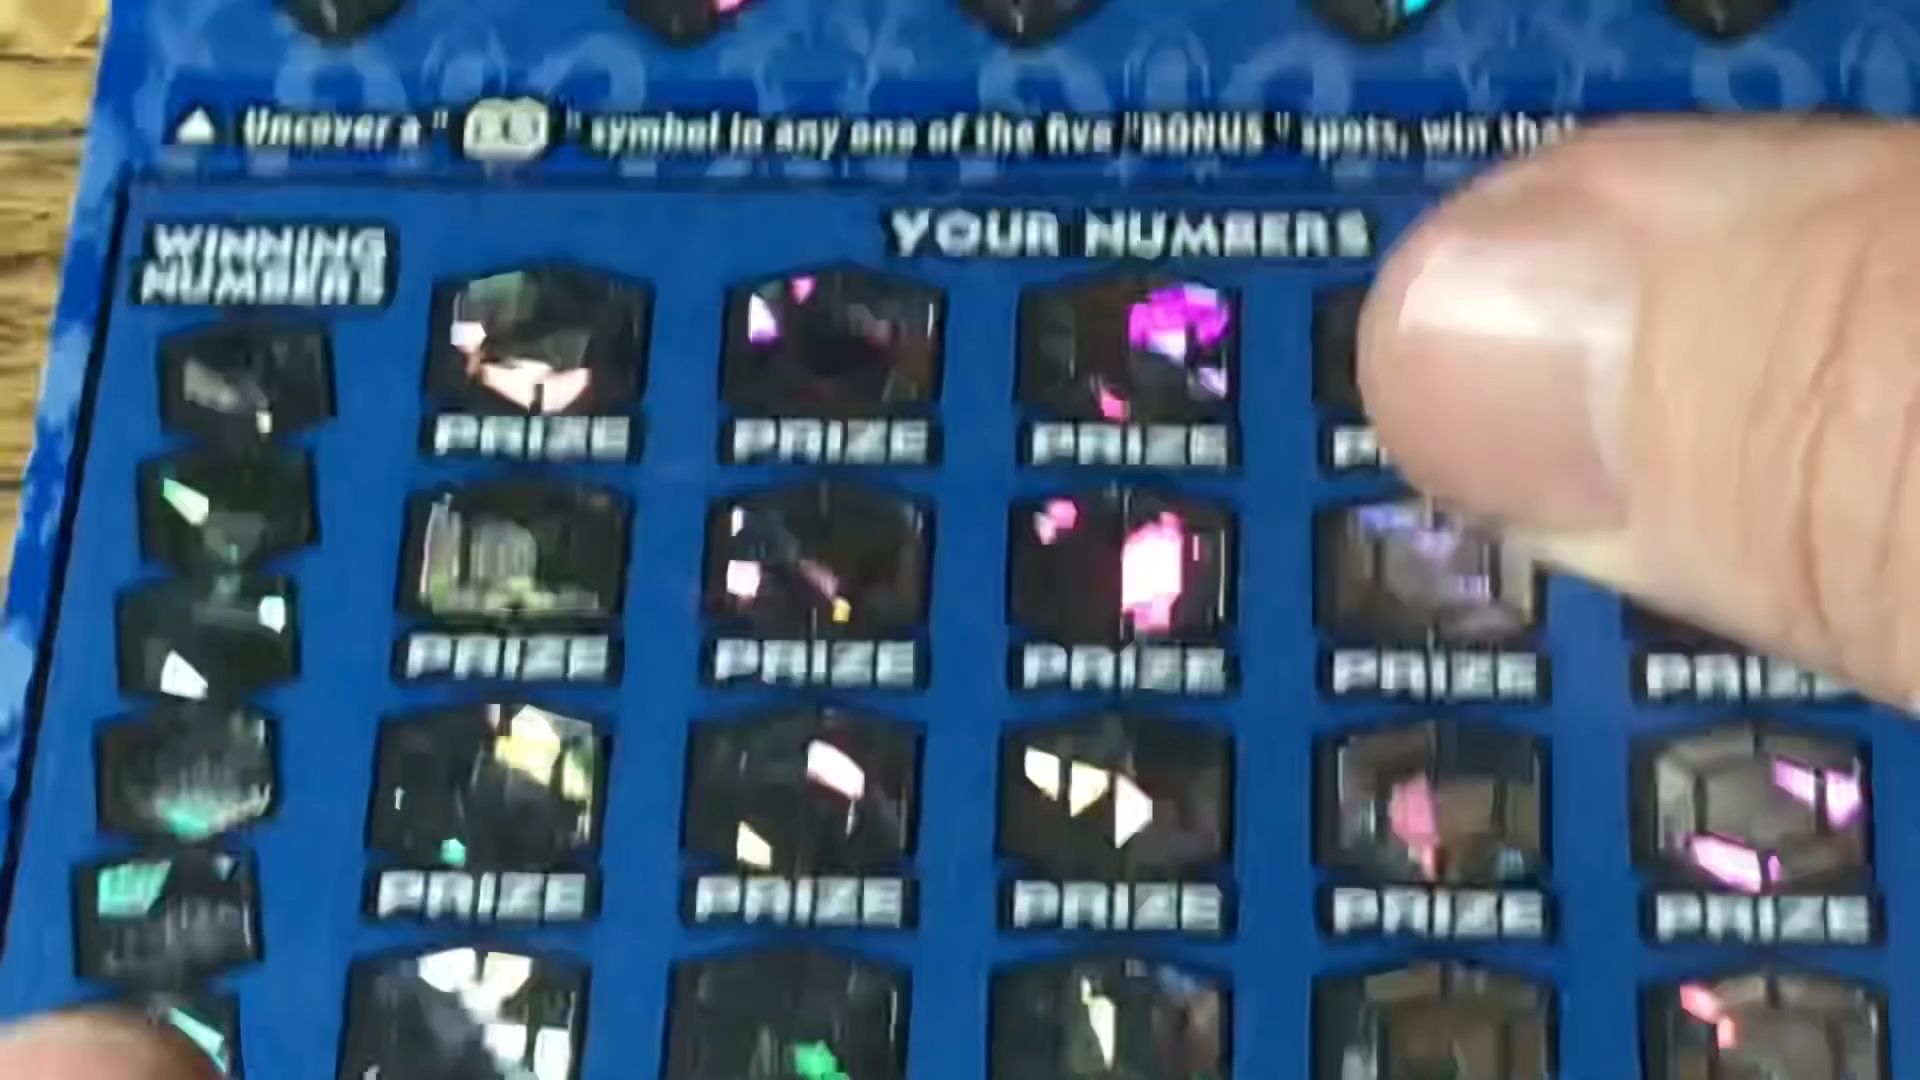 ▲ Uncover a " " symbol in any one of the five "BONUS" spots, win that
WINNING
NUMBERS
YOUR NUMBERS
PRIZE PRIZE PRIZE
PRIZE PRIZE PRIZE PRIZE PRIZE
PRIZE PRIZE PRIZE PRIZE PRIZE